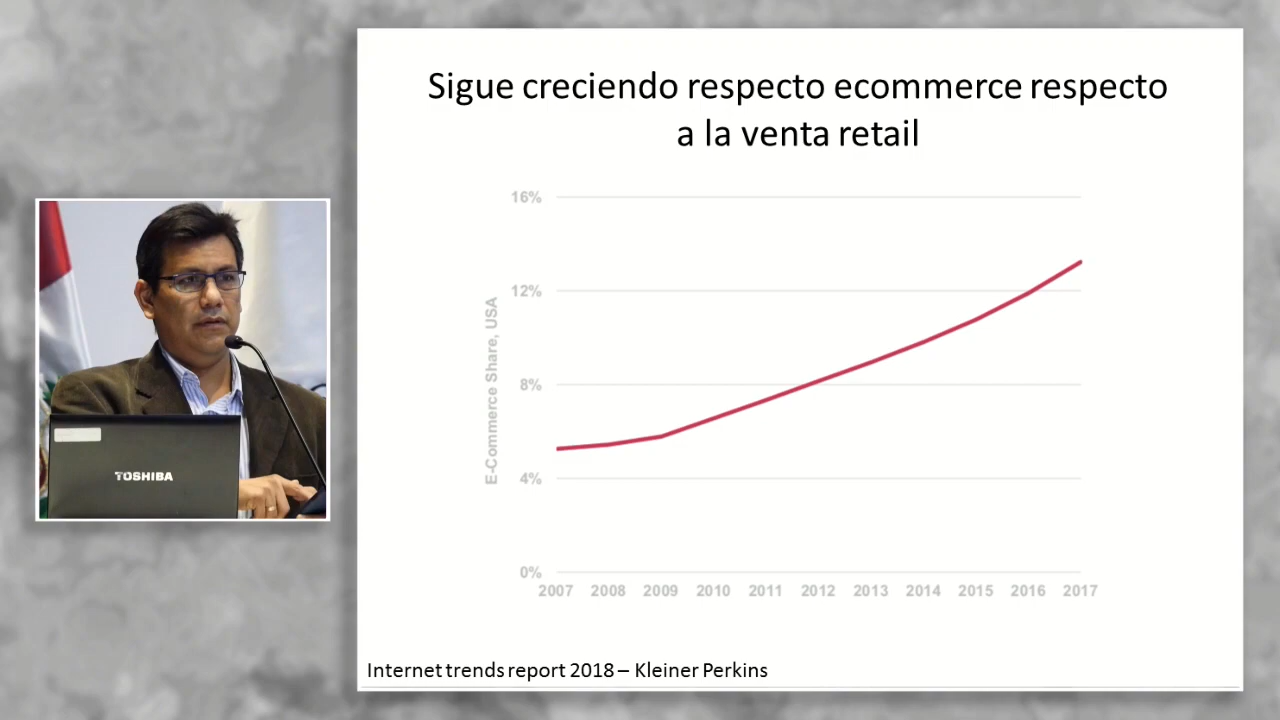 Sigue creciendo respecto ecommerce respecto
a la venta retail
16%
12%
8%
4%
0%
E-Commerce Share, USA
2007 2008 2009 2010 2011 2012 2013 2014 2015 2016 2017
Internet trends report 2018 – Kleiner Perkins
TOSHIBA